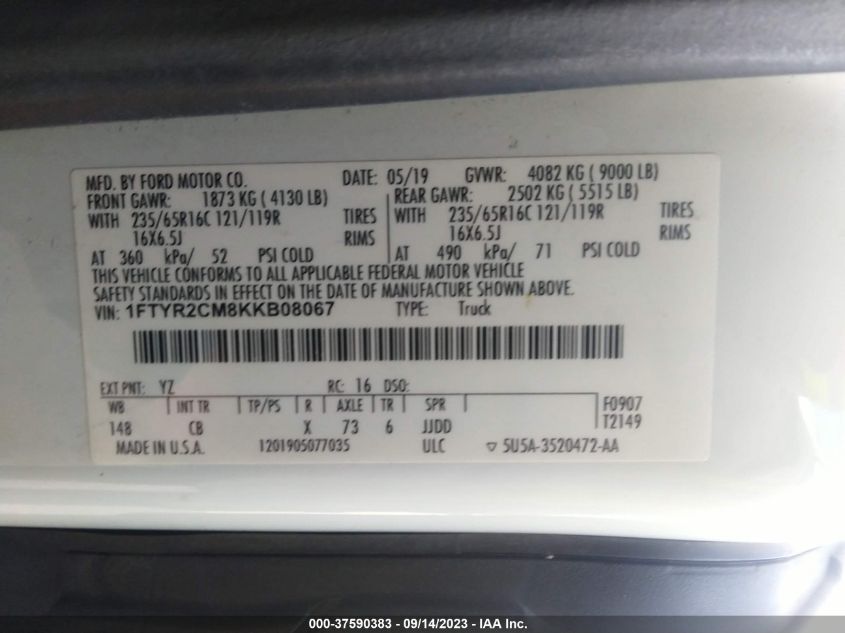 MFD. BY FORD MOTOR CO. DATE: 05/19 GVWR: 4082 KG ( 9000 LB)
FRONT GAWR: 1873 KG ( 4130 LB) REAR GAWR: 2502 KG ( 5515 LB)
WITH 235/65R16C 121/119R TIRES WITH 235/65R16C 121/119R TIRES
16X6.5J RIMS 16X6.5J RIMS
AT 360 kPa/ 52 PSI COLD AT 490 kPa/ 71 PSI COLD
THIS VEHICLE CONFORMS TO ALL APPLICABLE FEDERAL MOTOR VEHICLE
SAFETY STANDARDS IN EFFECT ON THE DATE OF MANUFACTURE SHOWN ABOVE.
VIN: 1FTYR2CM8KKB08067 TYPE: Truck
EXT PNT: YZ RC: 16 DSO:
WB INT TR TP/PS R AXLE TR SPR F0907
148 CB X 73 6 JJDD T2149
MADE IN U.S.A. 1201905077035 ULC ▽ 5U5A-3520472-AA
000-37590383 - 09/14/2023 - IAA Inc.